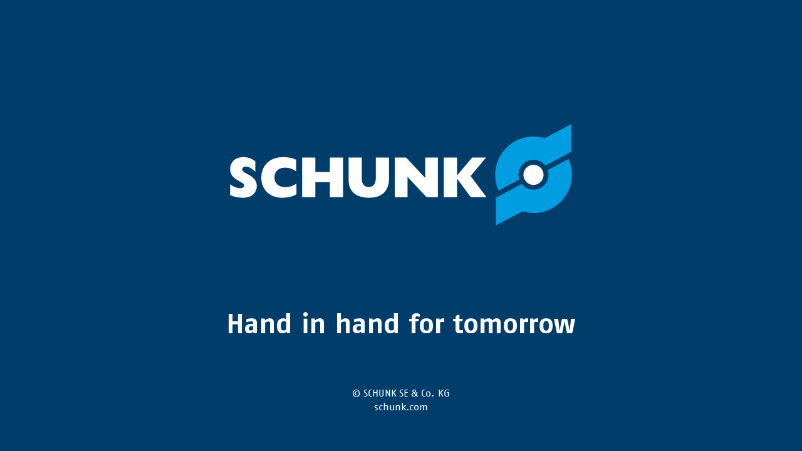 SCHUNK
Hand in hand for tomorrow
© SCHUNK SE & Co. KG
schunk.com